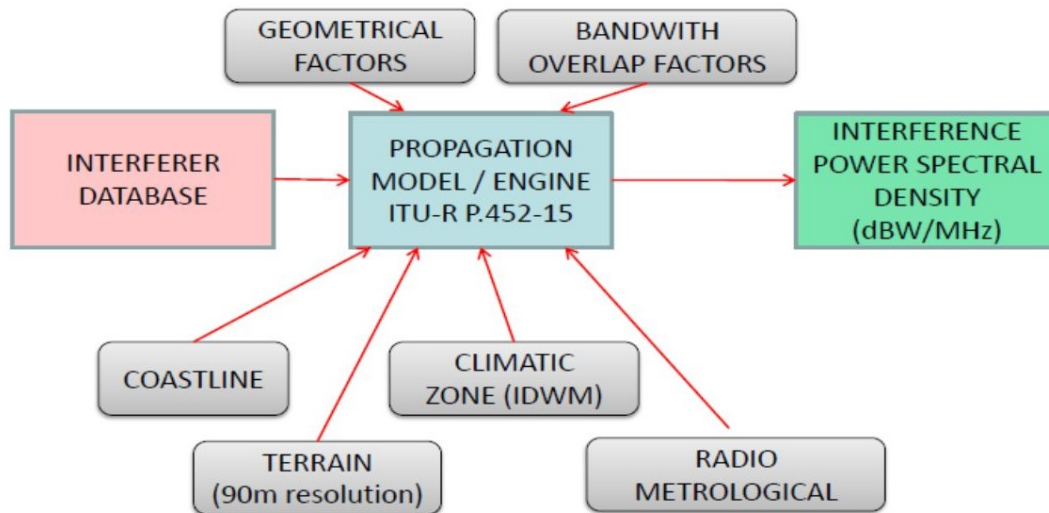 GEOMETRICAL
FACTORS
BANDWITH
OVERLAP FACTORS
INTERFERER
DATABASE
PROPAGATION
MODEL / ENGINE
ITU-R P.452-15
INTERFERENCE
POWER SPECTRAL
DENSITY
(dBW/MHz)
COASTLINE
CLIMATIC
ZONE (IDWM)
TERRAIN
(90m resolution)
RADIO
METROLOGICAL